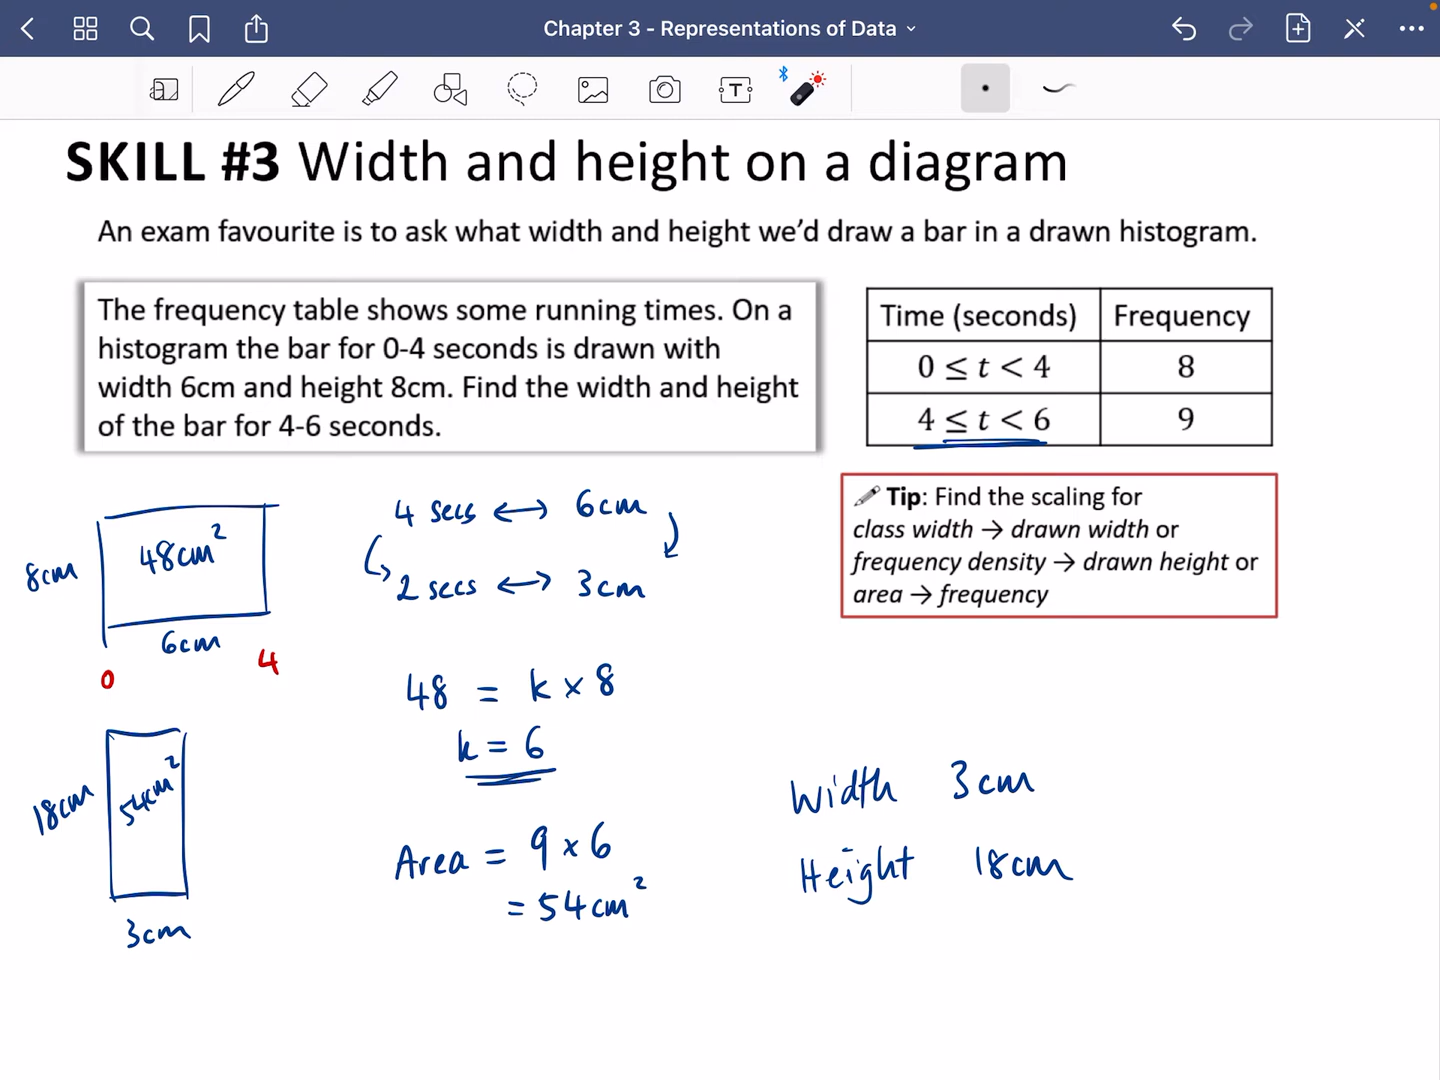 Chapter 3 - Representations of Data
SKILL #3 Width and height on a diagram
An exam favourite is to ask what width and height we'd draw a bar in a drawn histogram.
The frequency table shows some running times. On a
histogram the bar for 0-4 seconds is drawn with
width 6cm and height 8cm. Find the width and height
of the bar for 4-6 seconds.
Time (seconds) Frequency
0 ≤ t < 4 8
4 ≤ t < 6 9
Tip: Find the scaling for
class width → drawn width or
frequency density → drawn height or
area → frequency
8cm
48cm²
6cm
0 4
4 secs ↔ 6cm
2 secs ↔ 3cm
48 = k × 8
k = 6
18cm
54cm²
3cm
Area = 9 × 6
= 54cm²
Width 3cm
Height 18cm